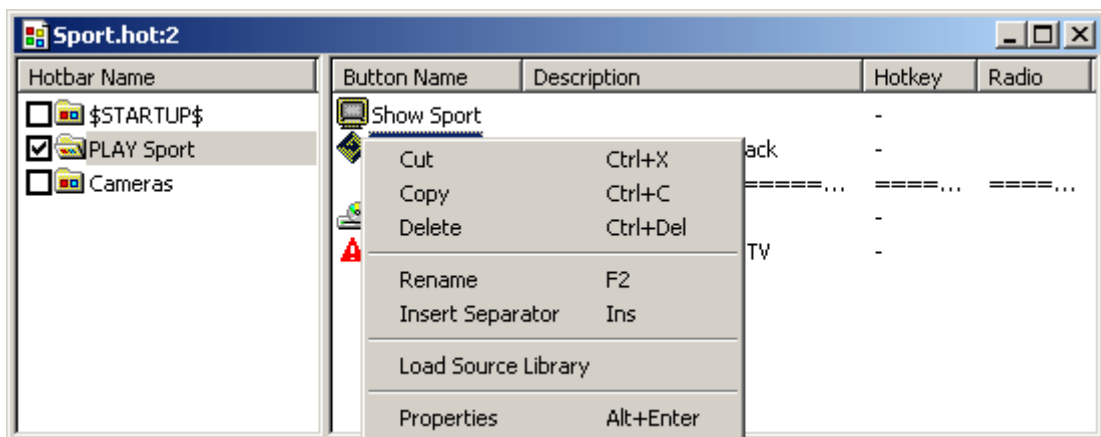 Sport.hot:2
Hotbar Name Button Name Description Hotkey Radio
$STARTUP$ Show Sport -
PLAY Sport ack -
Cameras =====... ====... ====...
-
TV -
Cut Ctrl+X
Copy Ctrl+C
Delete Ctrl+Del
Rename F2
Insert Separator Ins
Load Source Library
Properties Alt+Enter